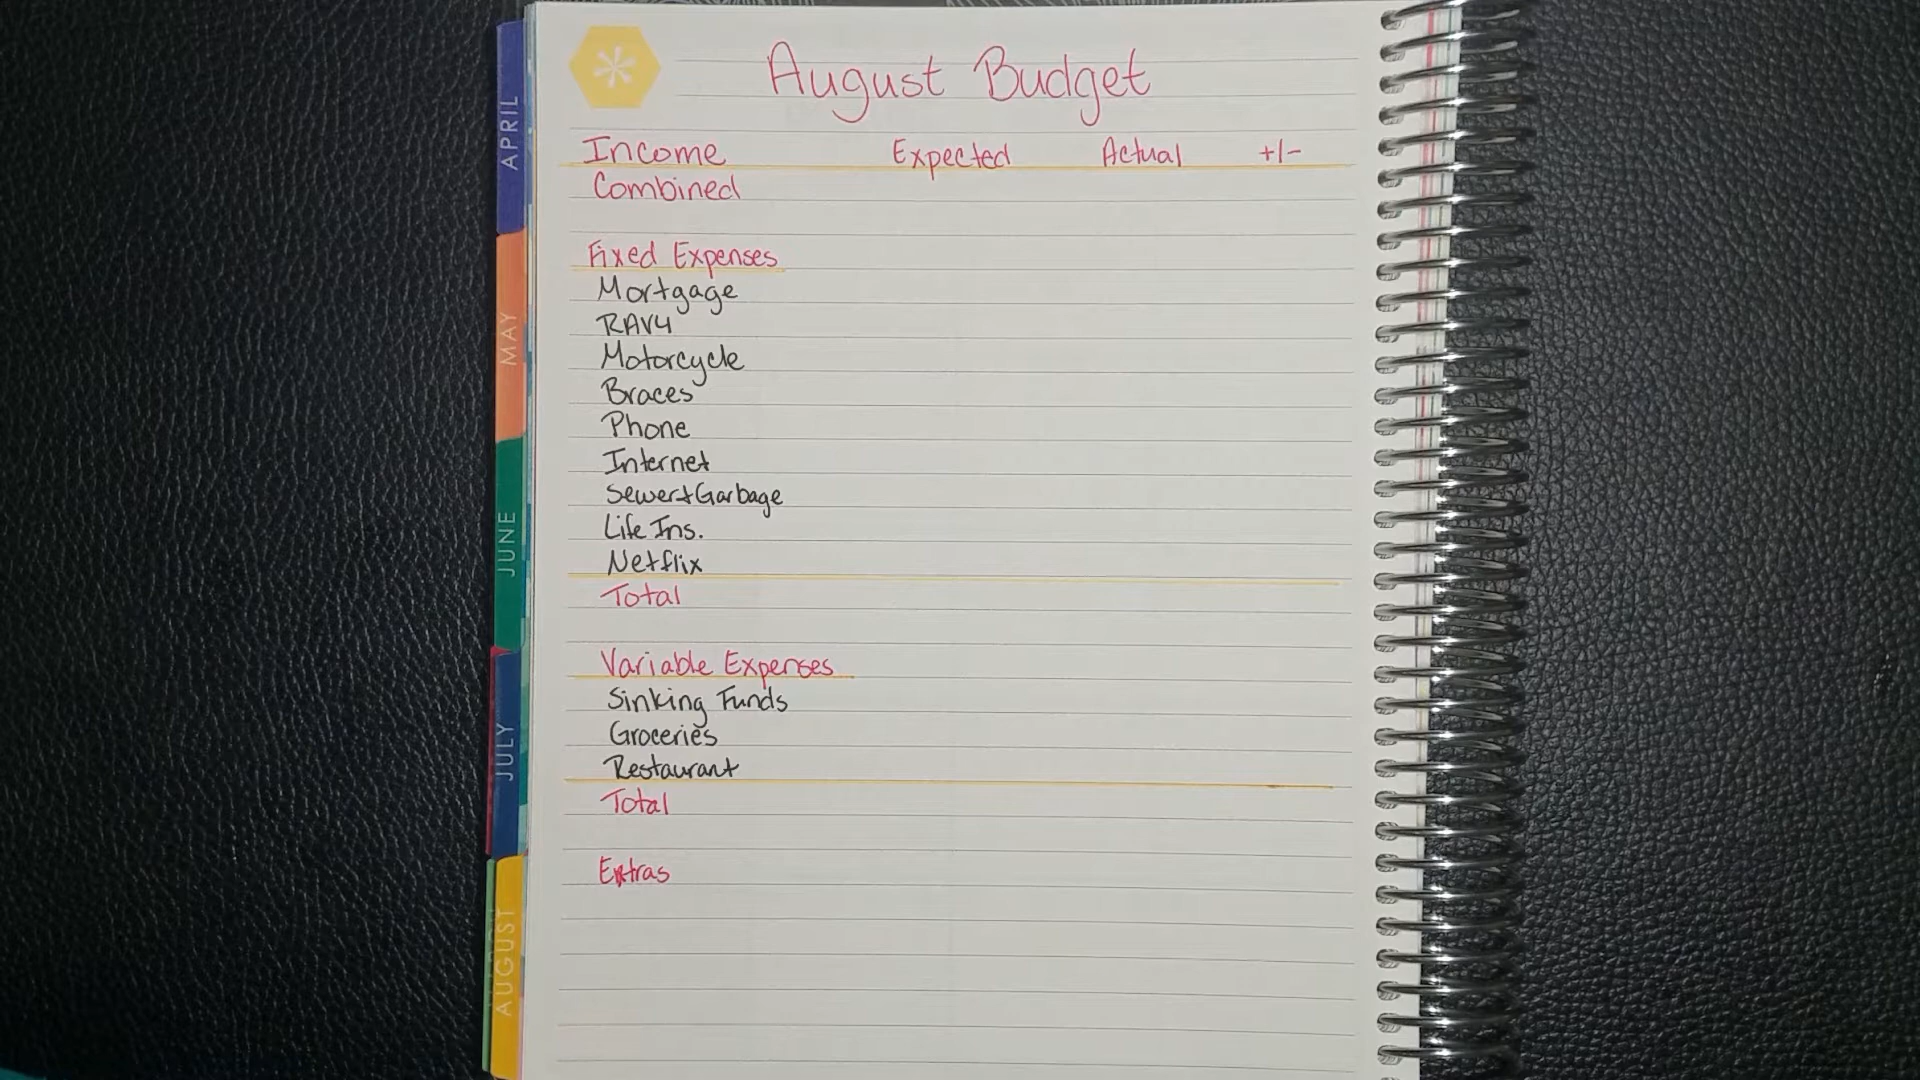 August Budget
Income Expected Actual +/-
Combined
Fixed Expenses
Mortgage
RAV4
Motorcycle
Braces
Phone
Internet
Sewer+Garbage
Life Ins.
Netflix
Total
Variable Expenses
Sinking Funds
Groceries
Restaurant
Total
Extras
APRIL
MAY
JUNE
JULY
AUGUST